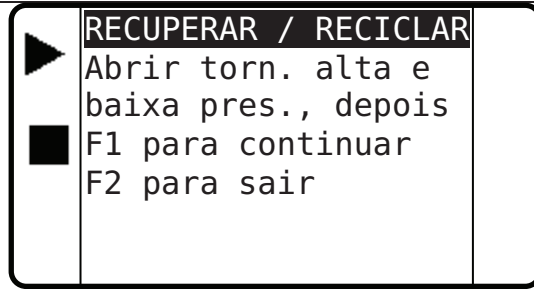 RECUPERAR / RECICLAR
Abrir torn. alta e
baixa pres., depois
F1 para continuar
F2 para sair